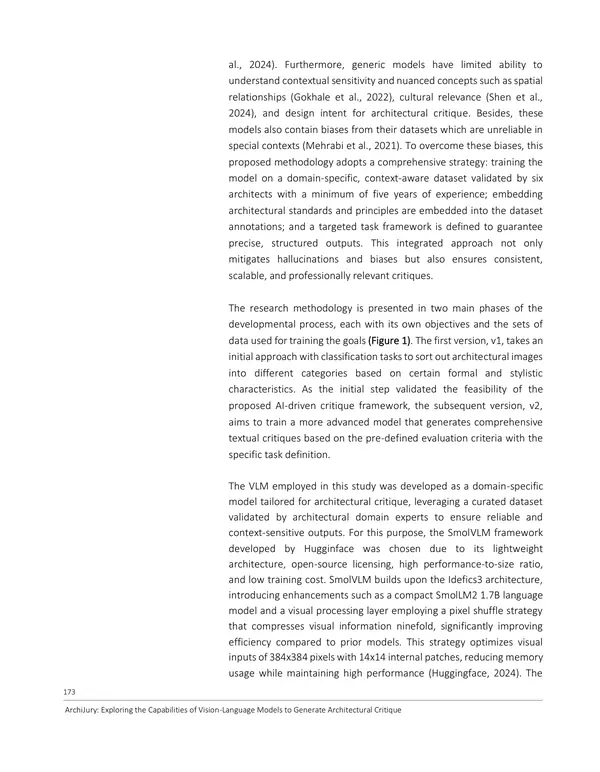 al., 2024). Furthermore, generic models have limited ability to
understand contextual sensitivity and nuanced concepts such as spatial
relationships (Gokhale et al., 2022), cultural relevance (Shen et al.,
2024), and design intent for architectural critique. Besides, these
models also contain biases from their datasets which are unreliable in
special contexts (Mehrabi et al., 2021). To overcome these biases, this
proposed methodology adopts a comprehensive strategy: training the
model on a domain-specific, context-aware dataset validated by six
architects with a minimum of five years of experience; embedding
architectural standards and principles are embedded into the dataset
annotations; and a targeted task framework is defined to guarantee
precise, structured outputs. This integrated approach not only
mitigates hallucinations and biases but also ensures consistent,
scalable, and professionally relevant critiques.
The research methodology is presented in two main phases of the
developmental process, each with its own objectives and the sets of
data used for training the goals (Figure 1). The first version, v1, takes an
initial approach with classification tasks to sort out architectural images
into different categories based on certain formal and stylistic
characteristics. As the initial step validated the feasibility of the
proposed AI-driven critique framework, the subsequent version, v2,
aims to train a more advanced model that generates comprehensive
textual critiques based on the pre-defined evaluation criteria with the
specific task definition.
The VLM employed in this study was developed as a domain-specific
model tailored for architectural critique, leveraging a curated dataset
validated by architectural domain experts to ensure reliable and
context-sensitive outputs. For this purpose, the SmolVLM framework
developed by Hugginface was chosen due to its lightweight
architecture, open-source licensing, high performance-to-size ratio,
and low training cost. SmolVLM builds upon the Idefics3 architecture,
introducing enhancements such as a compact SmolLM2 1.7B language
model and a visual processing layer employing a pixel shuffle strategy
that compresses visual information ninefold, significantly improving
efficiency compared to prior models. This strategy optimizes visual
inputs of 384x384 pixels with 14x14 internal patches, reducing memory
usage while maintaining high performance (Huggingface, 2024). The
173
ArchiJury: Exploring the Capabilities of Vision-Language Models to Generate Architectural Critique